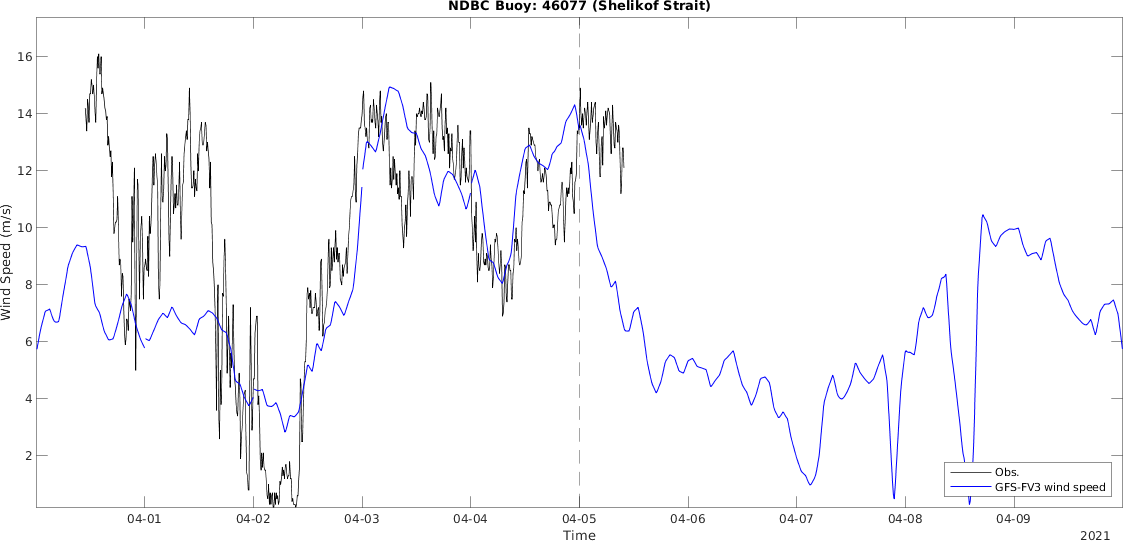 NDBC Buoy: 46077 (Shelikof Strait)
Wind Speed (m/s)
16
14
12
10
8
6
4
2
Obs.
GFS-FV3 wind speed
04-01 04-02 04-03 04-04 04-05 04-06 04-07 04-08 04-09
Time
2021